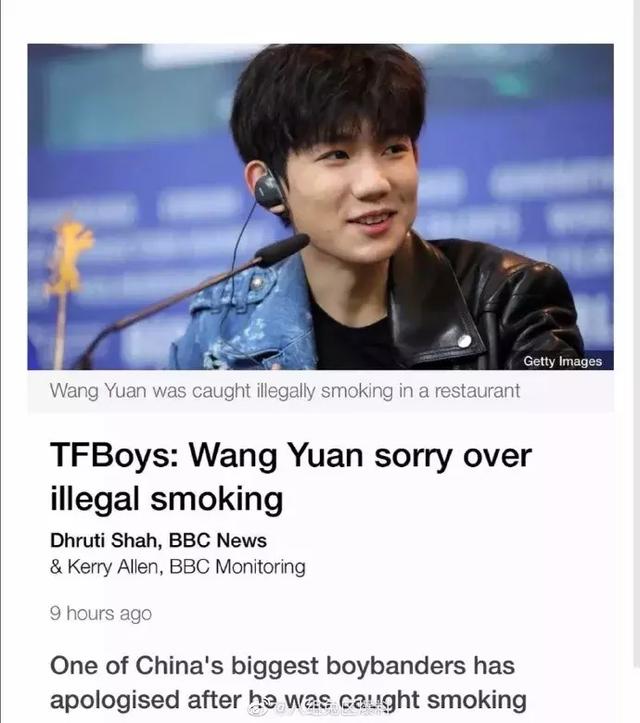 Getty Images
Wang Yuan was caught illegally smoking in a restaurant
TFBoys: Wang Yuan sorry over
illegal smoking
Dhruti Shah, BBC News
& Kerry Allen, BBC Monitoring
9 hours ago
One of China's biggest boybanders has
apologised after he was caught smoking